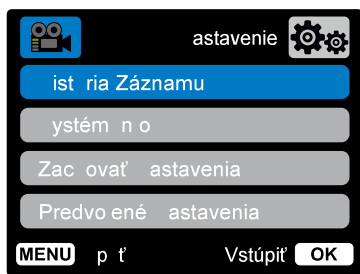 astavenie
ist ria Záznamu
ystém n o
Zac ovať astavenia
Predvo ené astavenia
MENU p ť Vstúpiť OK